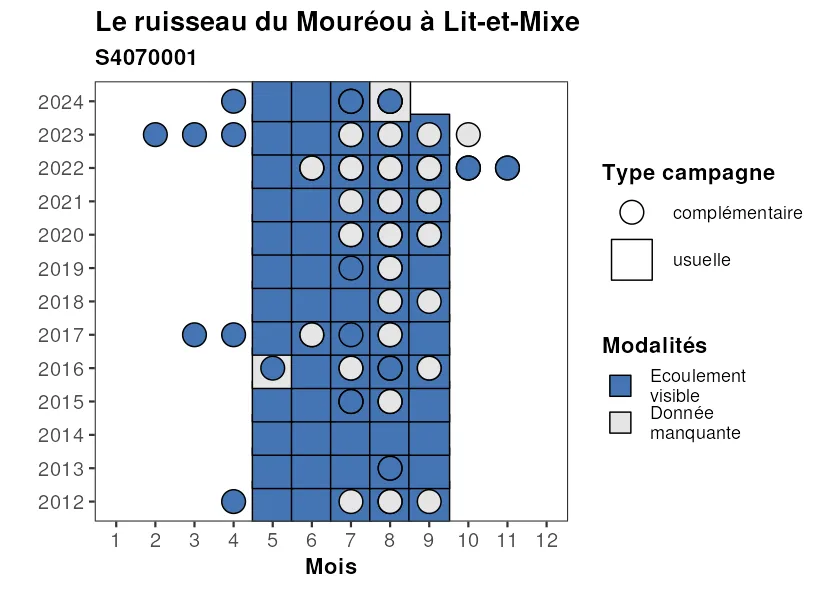 Le ruisseau du Mouréou à Lit-et-Mixe
S4070001
2024
2023
2022
2021
2020
2019
2018
2017
2016
2015
2014
2013
2012
1 2 3 4 5 6 7 8 9 10 11 12
Mois
Type campagne
complémentaire
usuelle
Modalités
Ecoulement
visible
Donnée
manquante